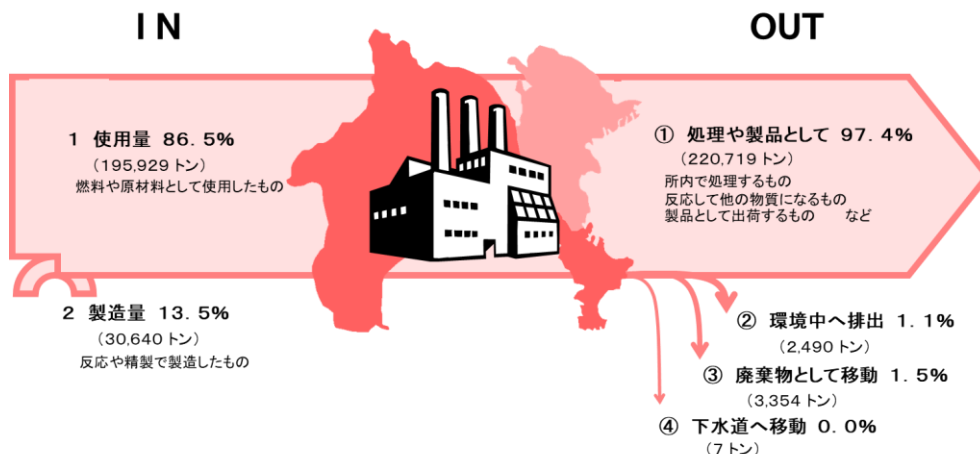 IN
OUT
1 使用量 86.5%
(195,929 トン)
燃料や原材料として使用したもの
2 製造量 13.5%
(30,640 トン)
反応や精製で製造したもの
① 処理や製品として 97.4%
(220,719 トン)
所内で処理するもの
反応して他の物質になるもの
製品として出荷するもの など
② 環境中へ排出 1.1%
(2,490 トン)
③ 廃棄物として移動 1.5%
(3,354 トン)
④ 下水道へ移動 0.0%
(7トン)